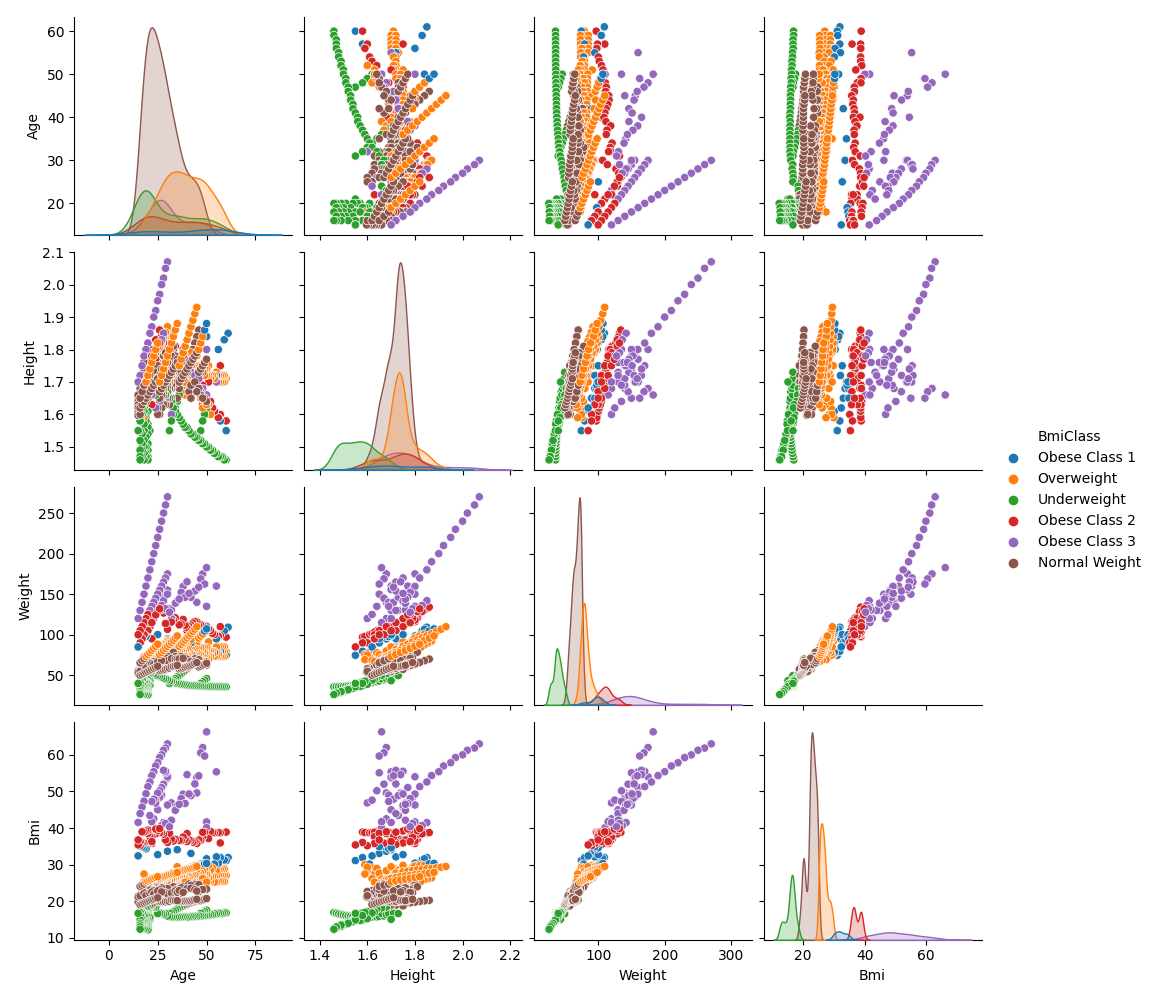 60
50
40
30
20
Age
2.1
2.0
1.9
1.8
1.7
1.6
1.5
Height
BmiClass
Obese Class 1
Overweight
Underweight
Obese Class 2
Obese Class 3
Normal Weight
250
200
150
100
50
Weight
60
50
40
30
20
10
Bmi
0 25 50 75
1.4 1.6 1.8 2.0 2.2
100 200 300
20 40 60
Age Height Weight Bmi